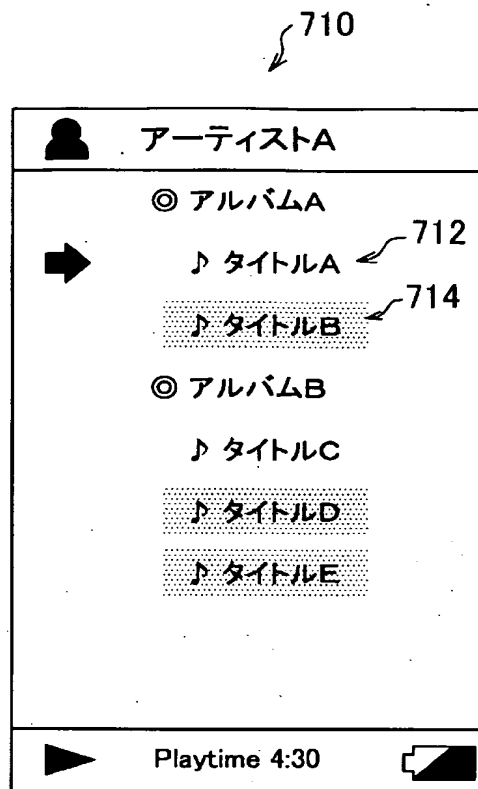 710
アーティストA
◎ アルバムA
♪ タイトルA
712
♪ タイトルB
714
◎ アルバムB
♪ タイトルC
♪ タイトルD
♪ タイトルE
Playtime 4:30